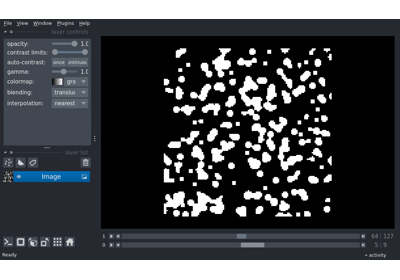 File View Window Plugins Help
layer controls
opacity: 1.0
contrast limits:
auto-contrast: once
gamma: 1.0
colormap: gra
blending: translu
interpolation: nearest
layer list
Image
1 64 127
0 5 9
Ready activity